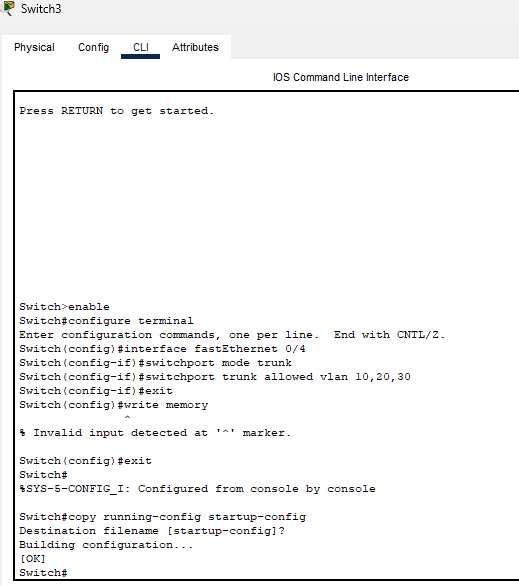 Switch3
Physical Config CLI Attributes
IOS Command Line Interface
Press RETURN to get started.
Switch>enable
Switch#configure terminal
Enter configuration commands, one per line.  End with CNTL/Z.
Switch(config)#interface fastEthernet 0/4
Switch(config-if)#switchport mode trunk
Switch(config-if)#switchport trunk allowed vlan 10,20,30
Switch(config-if)#exit
Switch(config)#write memory
^
% Invalid input detected at '^' marker.
Switch(config)#exit
Switch#
%SYS-5-CONFIG_I: Configured from console by console
Switch#copy running-config startup-config
Destination filename [startup-config]?
Building configuration...
[OK]
Switch#